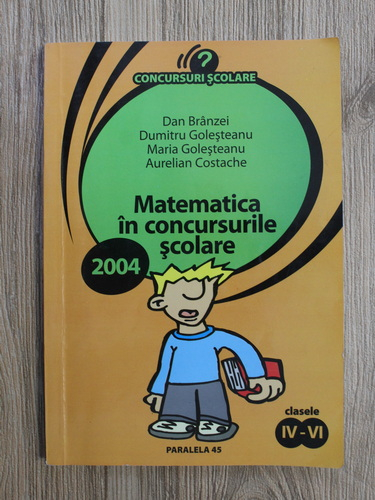 ?
CONCURSURI ŞCOLARE
Dan Brânzei
Dumitru Goleşteanu
Maria Goleşteanu
Aurelian Costache
Matematica
în concursurile
şcolare
2004
clasele
IV - VI
PARALELA 45